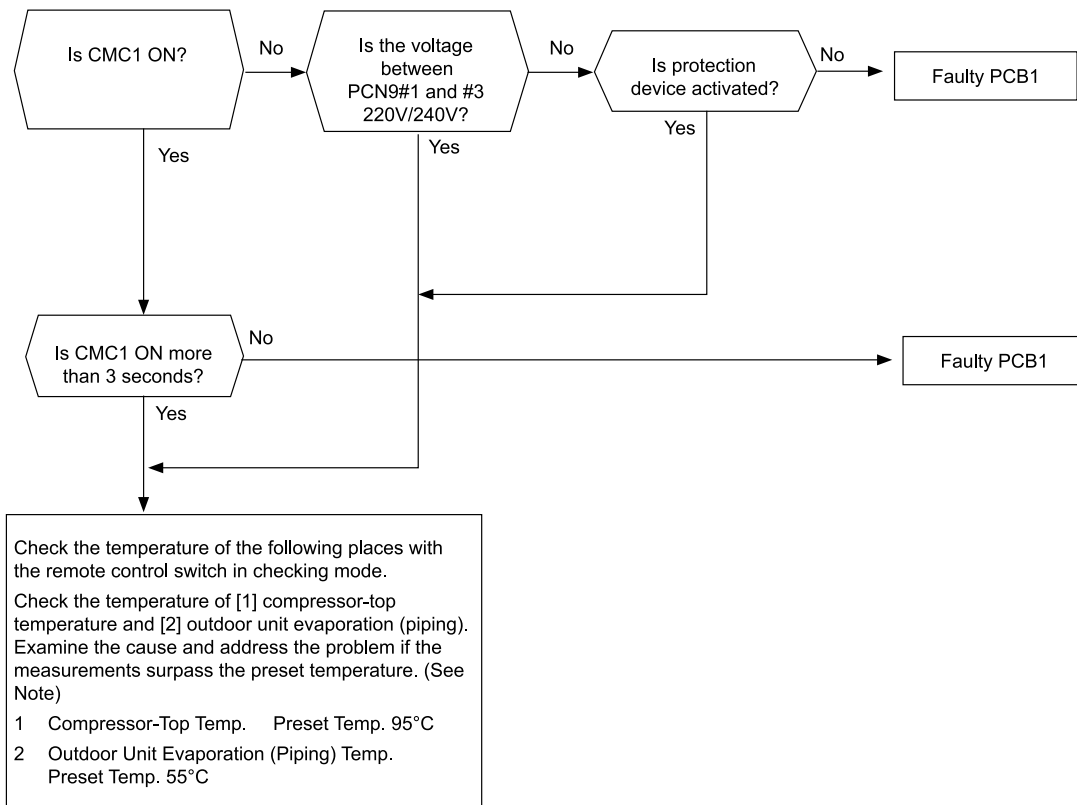 Is CMC1 ON?
No
Is the voltage
between
PCN9#1 and #3
220V/240V?
No
Is protection
device activated?
No
Faulty PCB1
Yes
Yes
Yes
Is CMC1 ON more
than 3 seconds?
No
Faulty PCB1
Yes
Check the temperature of the following places with
the remote control switch in checking mode.
Check the temperature of [1] compressor-top
temperature and [2] outdoor unit evaporation (piping).
Examine the cause and address the problem if the
measurements surpass the preset temperature. (See
Note)
1 Compressor-Top Temp. Preset Temp. 95°C
2 Outdoor Unit Evaporation (Piping) Temp.
Preset Temp. 55°C